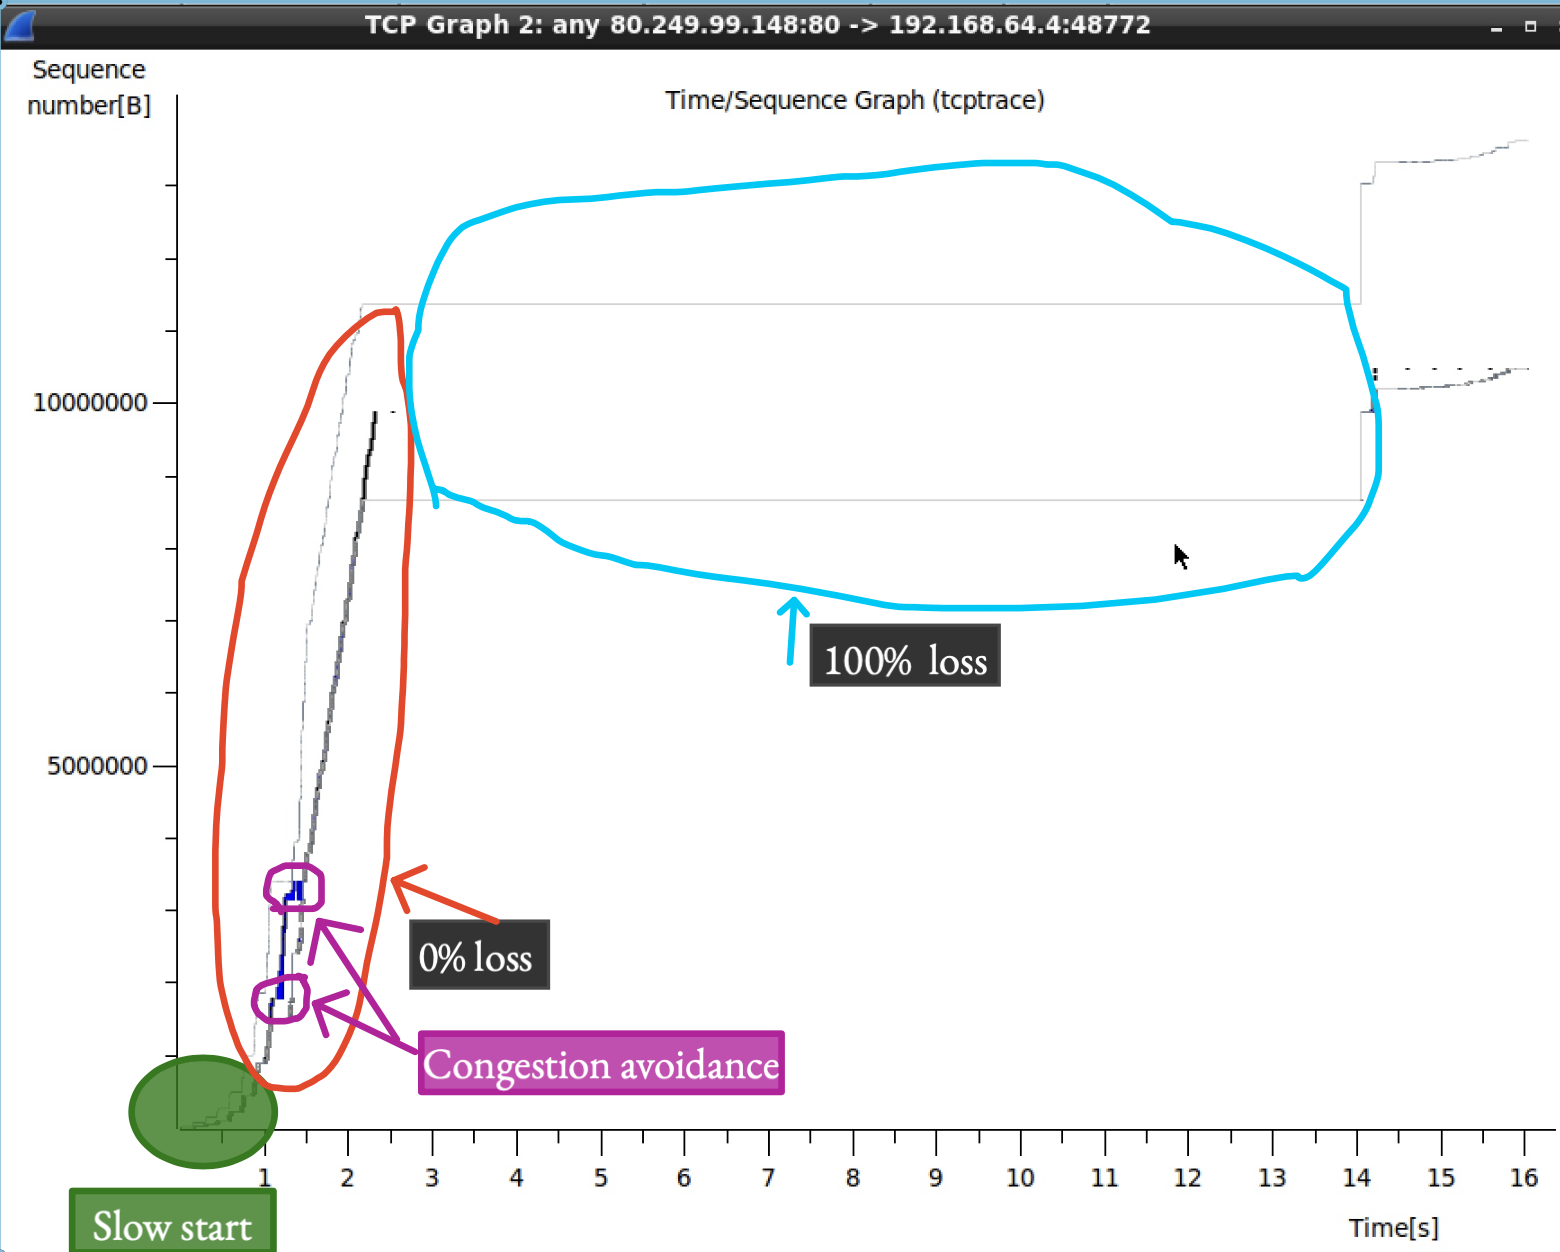 TCP Graph 2: any 80.249.99.148:80 -> 192.168.64.4:48772
Sequence
number[B]
Time/Sequence Graph (tcptrace)
10000000
5000000
100% loss
0% loss
Congestion avoidance
1 2 3 4 5 6 7 8 9 10 11 12 13 14 15 16
Slow start
Time[s]